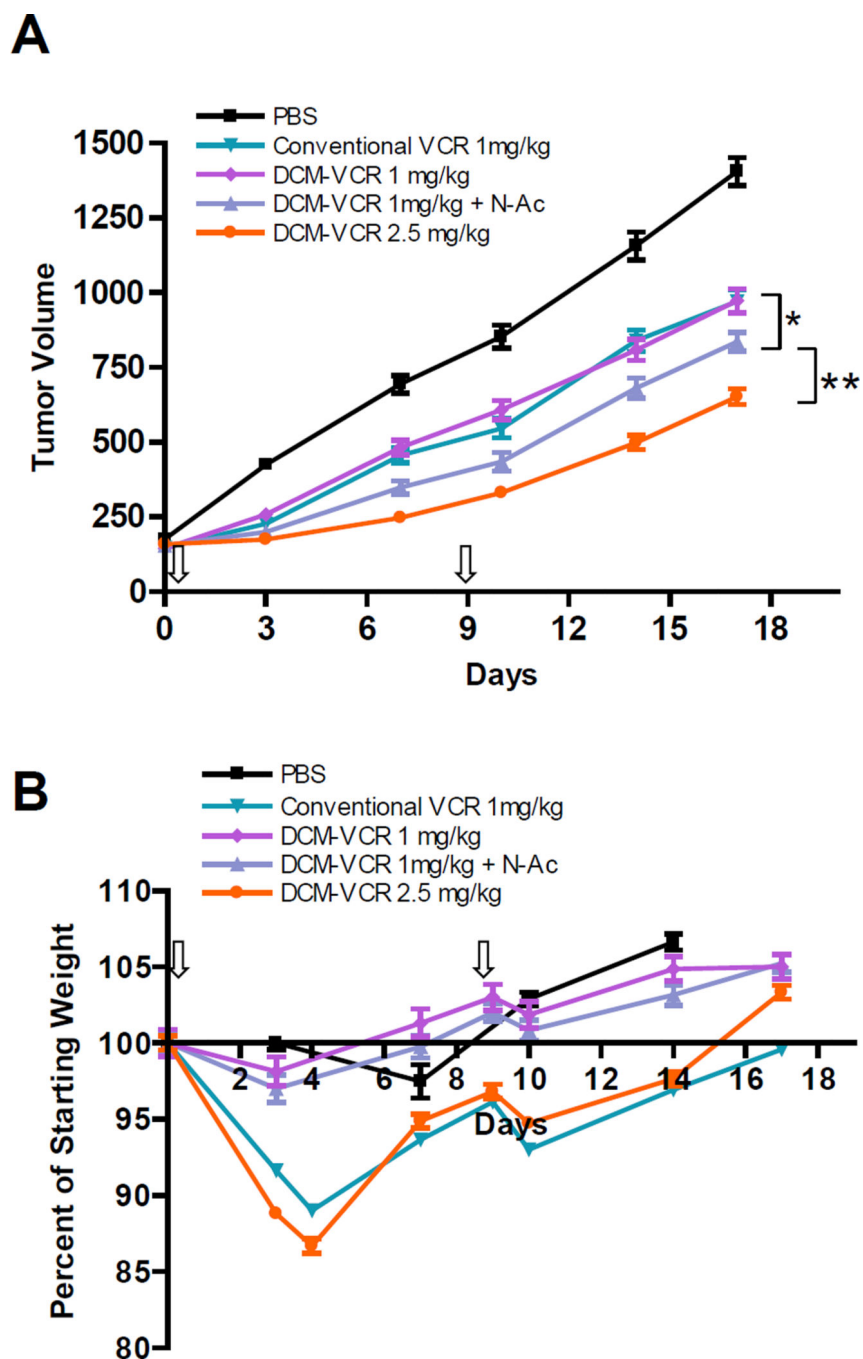 A
PBS
Conventional VCR 1mg/kg
DCM-VCR 1 mg/kg
DCM-VCR 1mg/kg + N-Ac
DCM-VCR 2.5 mg/kg
1500
1250
1000
750
500
250
0
Tumor Volume
*
**
0 3 6 9 12 15 18
Days
B
PBS
Conventional VCR 1mg/kg
DCM-VCR 1 mg/kg
DCM-VCR 1mg/kg + N-Ac
DCM-VCR 2.5 mg/kg
110
105
100
95
90
85
80
Percent of Starting Weight
2 4 6 8 10 12 14 16 18
Days